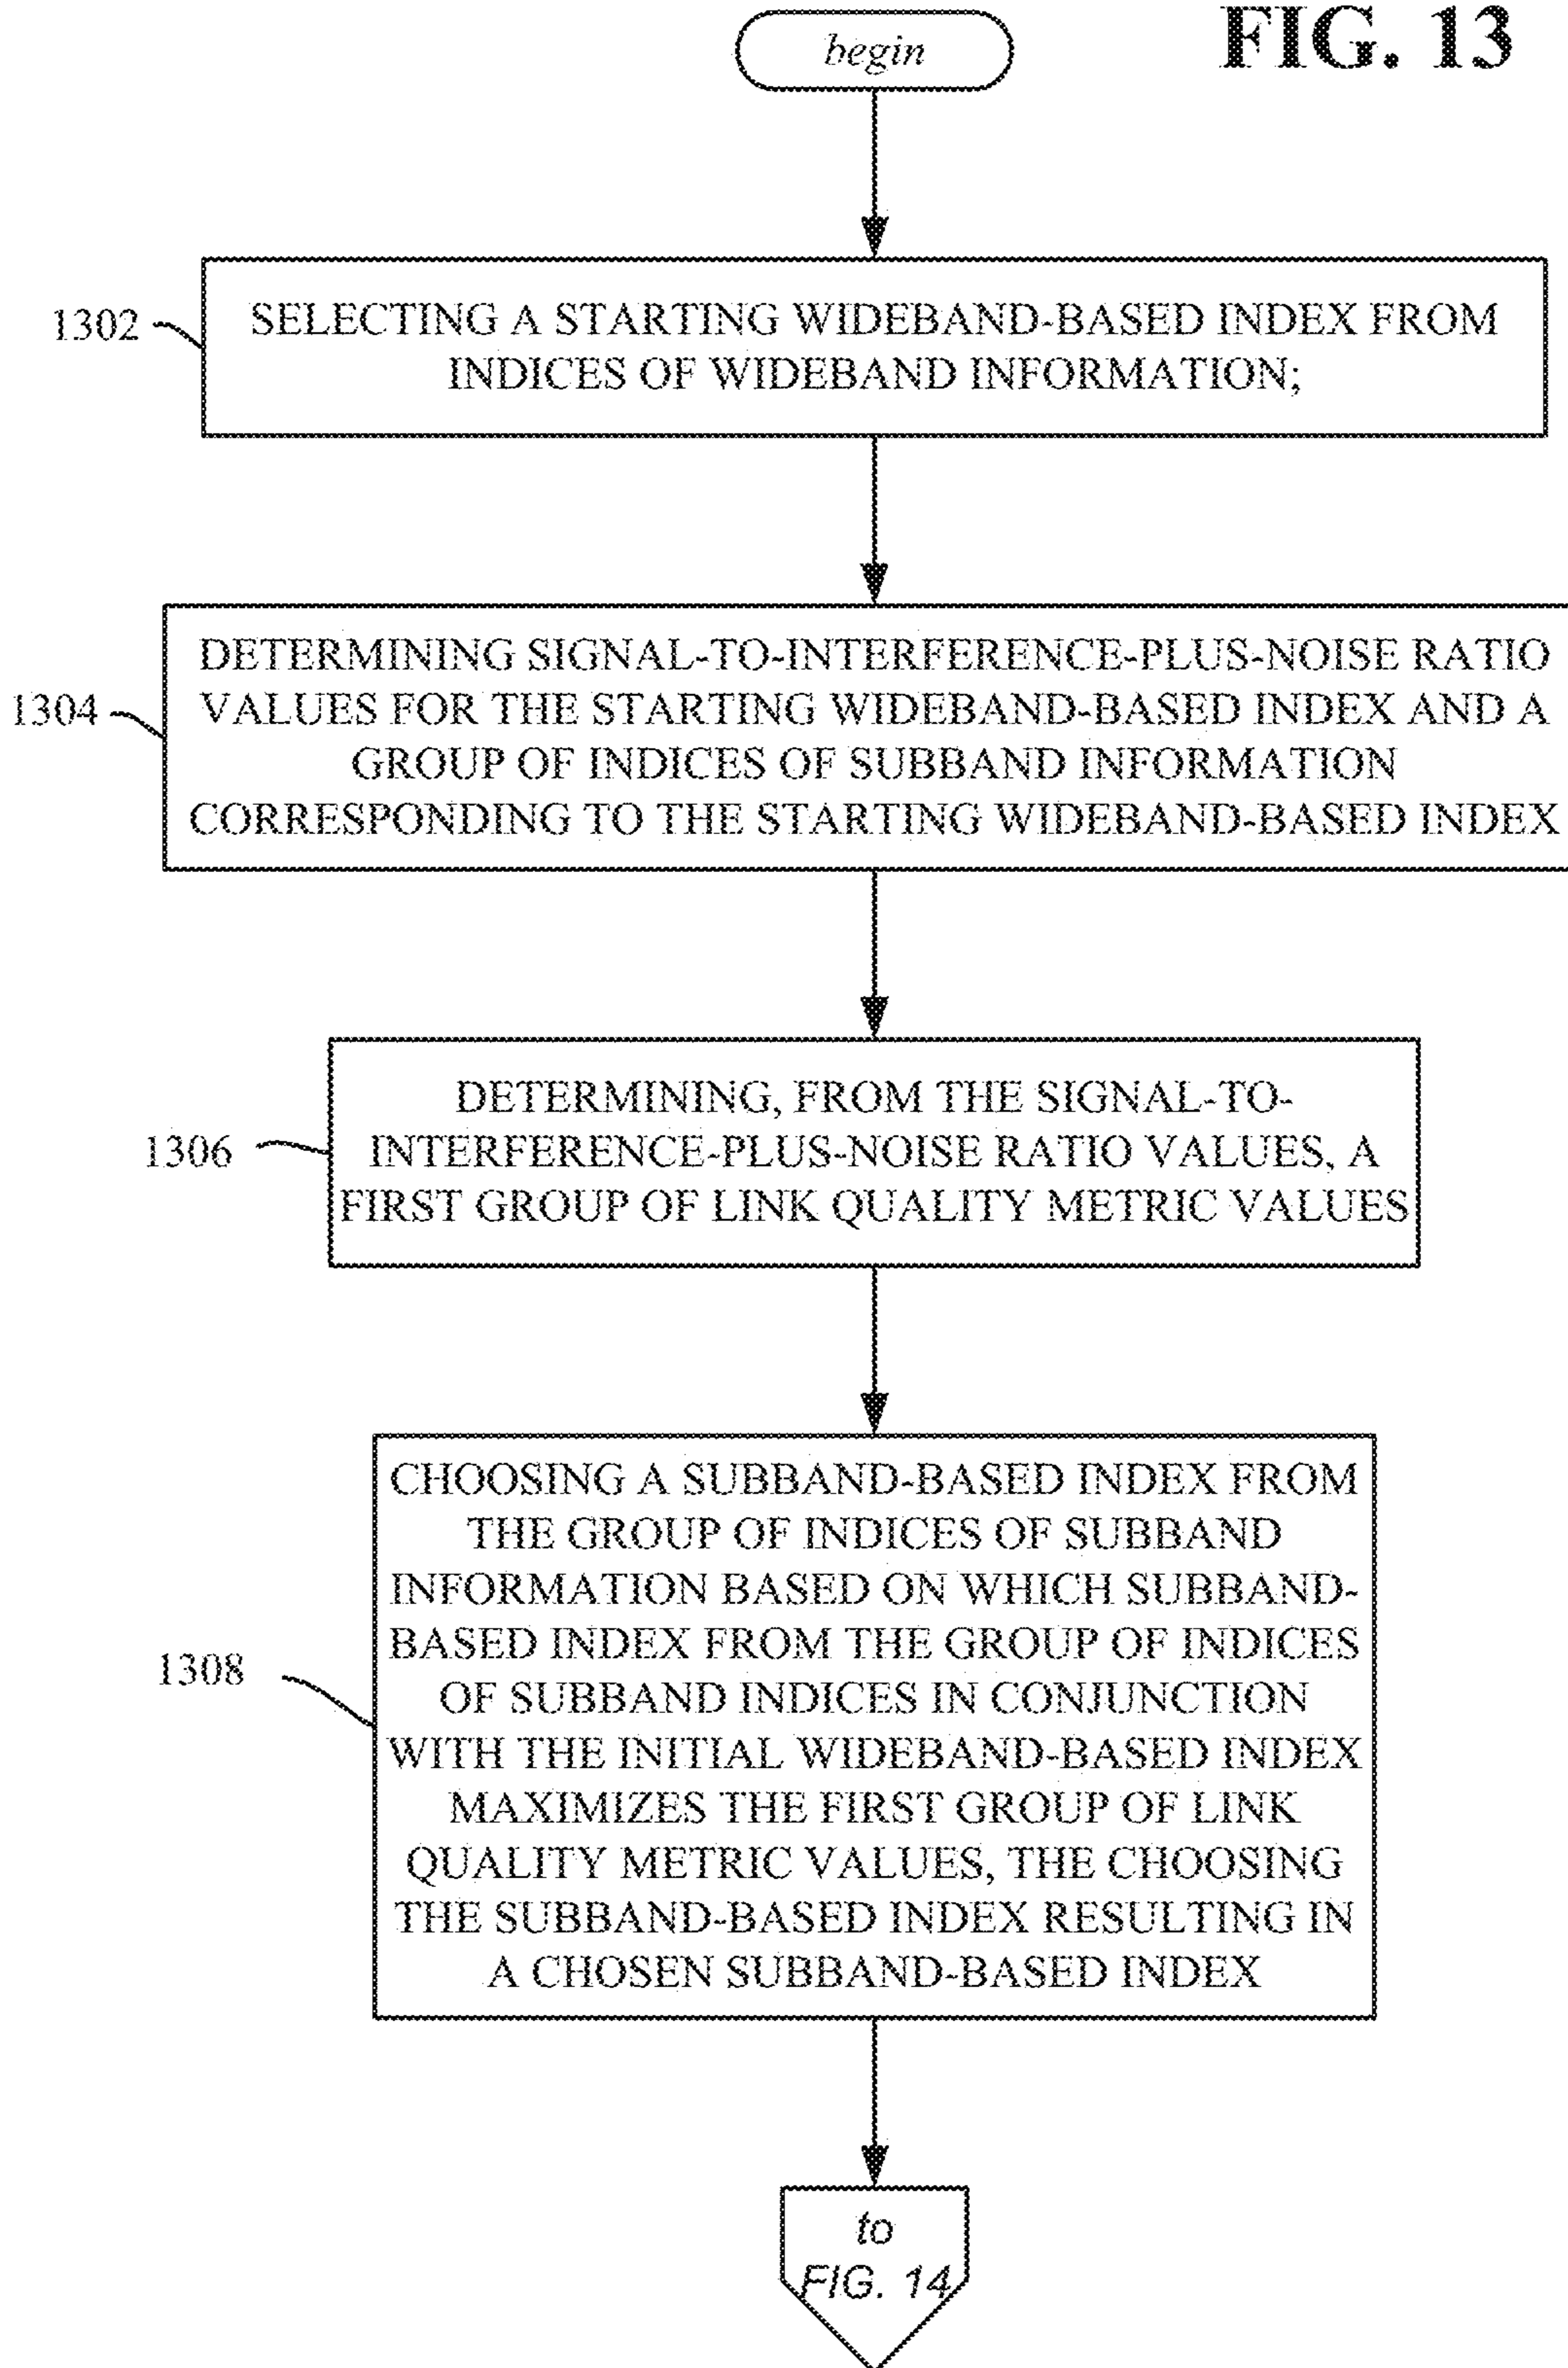 FIG. 13
begin
1302
SELECTING A STARTING WIDEBAND-BASED INDEX FROM
INDICES OF WIDEBAND INFORMATION;
1304
DETERMINING SIGNAL-TO-INTERFERENCE-PLUS-NOISE RATIO
VALUES FOR THE STARTING WIDEBAND-BASED INDEX AND A
GROUP OF INDICES OF SUBBAND INFORMATION
CORRESPONDING TO THE STARTING WIDEBAND-BASED INDEX
1306
DETERMINING, FROM THE SIGNAL-TO-
INTERFERENCE-PLUS-NOISE RATIO VALUES, A
FIRST GROUP OF LINK QUALITY METRIC VALUES
1308
CHOOSING A SUBBAND-BASED INDEX FROM
THE GROUP OF INDICES OF SUBBAND
INFORMATION BASED ON WHICH SUBBAND-
BASED INDEX FROM THE GROUP OF INDICES
OF SUBBAND INDICES IN CONJUNCTION
WITH THE INITIAL WIDEBAND-BASED INDEX
MAXIMIZES THE FIRST GROUP OF LINK
QUALITY METRIC VALUES, THE CHOOSING
THE SUBBAND-BASED INDEX RESULTING IN
A CHOSEN SUBBAND-BASED INDEX
to
FIG. 14